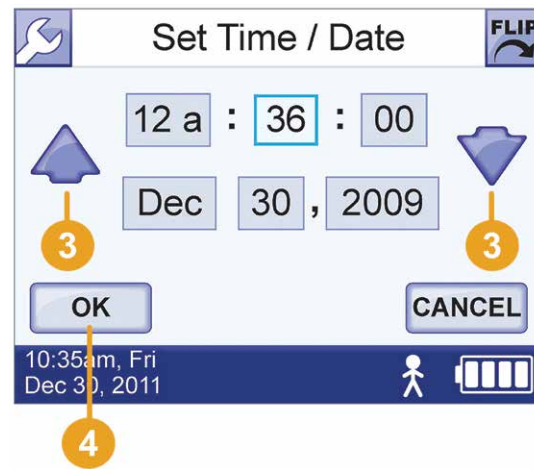 Set Time / Date
FLIP
12 a : 36 : 00
3
3
Dec 30 , 2009
OK
CANCEL
10:35am, Fri
Dec 30, 2011
4